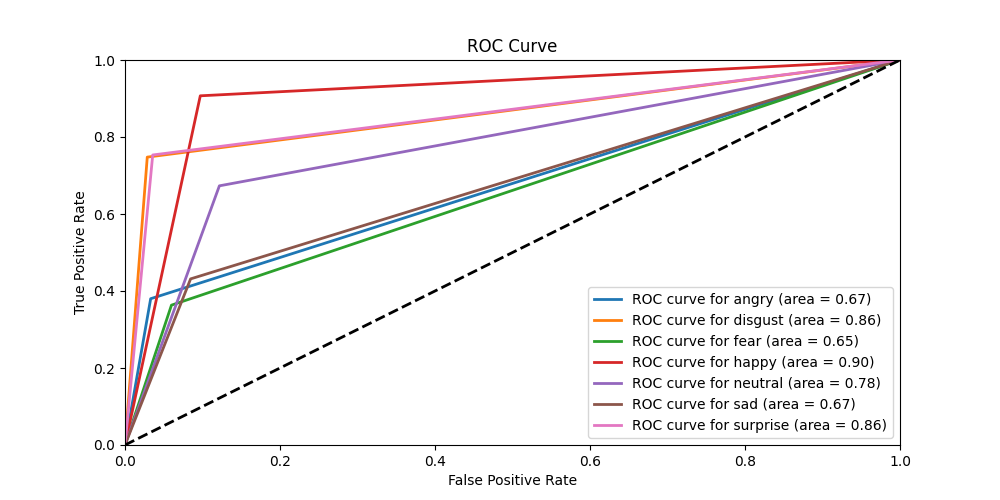 ROC Curve
1.0
0.8
0.6
0.4
0.2
0.0
True Positive Rate
ROC curve for angry (area = 0.67)
ROC curve for disgust (area = 0.86)
ROC curve for fear (area = 0.65)
ROC curve for happy (area = 0.90)
ROC curve for neutral (area = 0.78)
ROC curve for sad (area = 0.67)
ROC curve for surprise (area = 0.86)
0.0 0.2 0.4 0.6 0.8 1.0
False Positive Rate